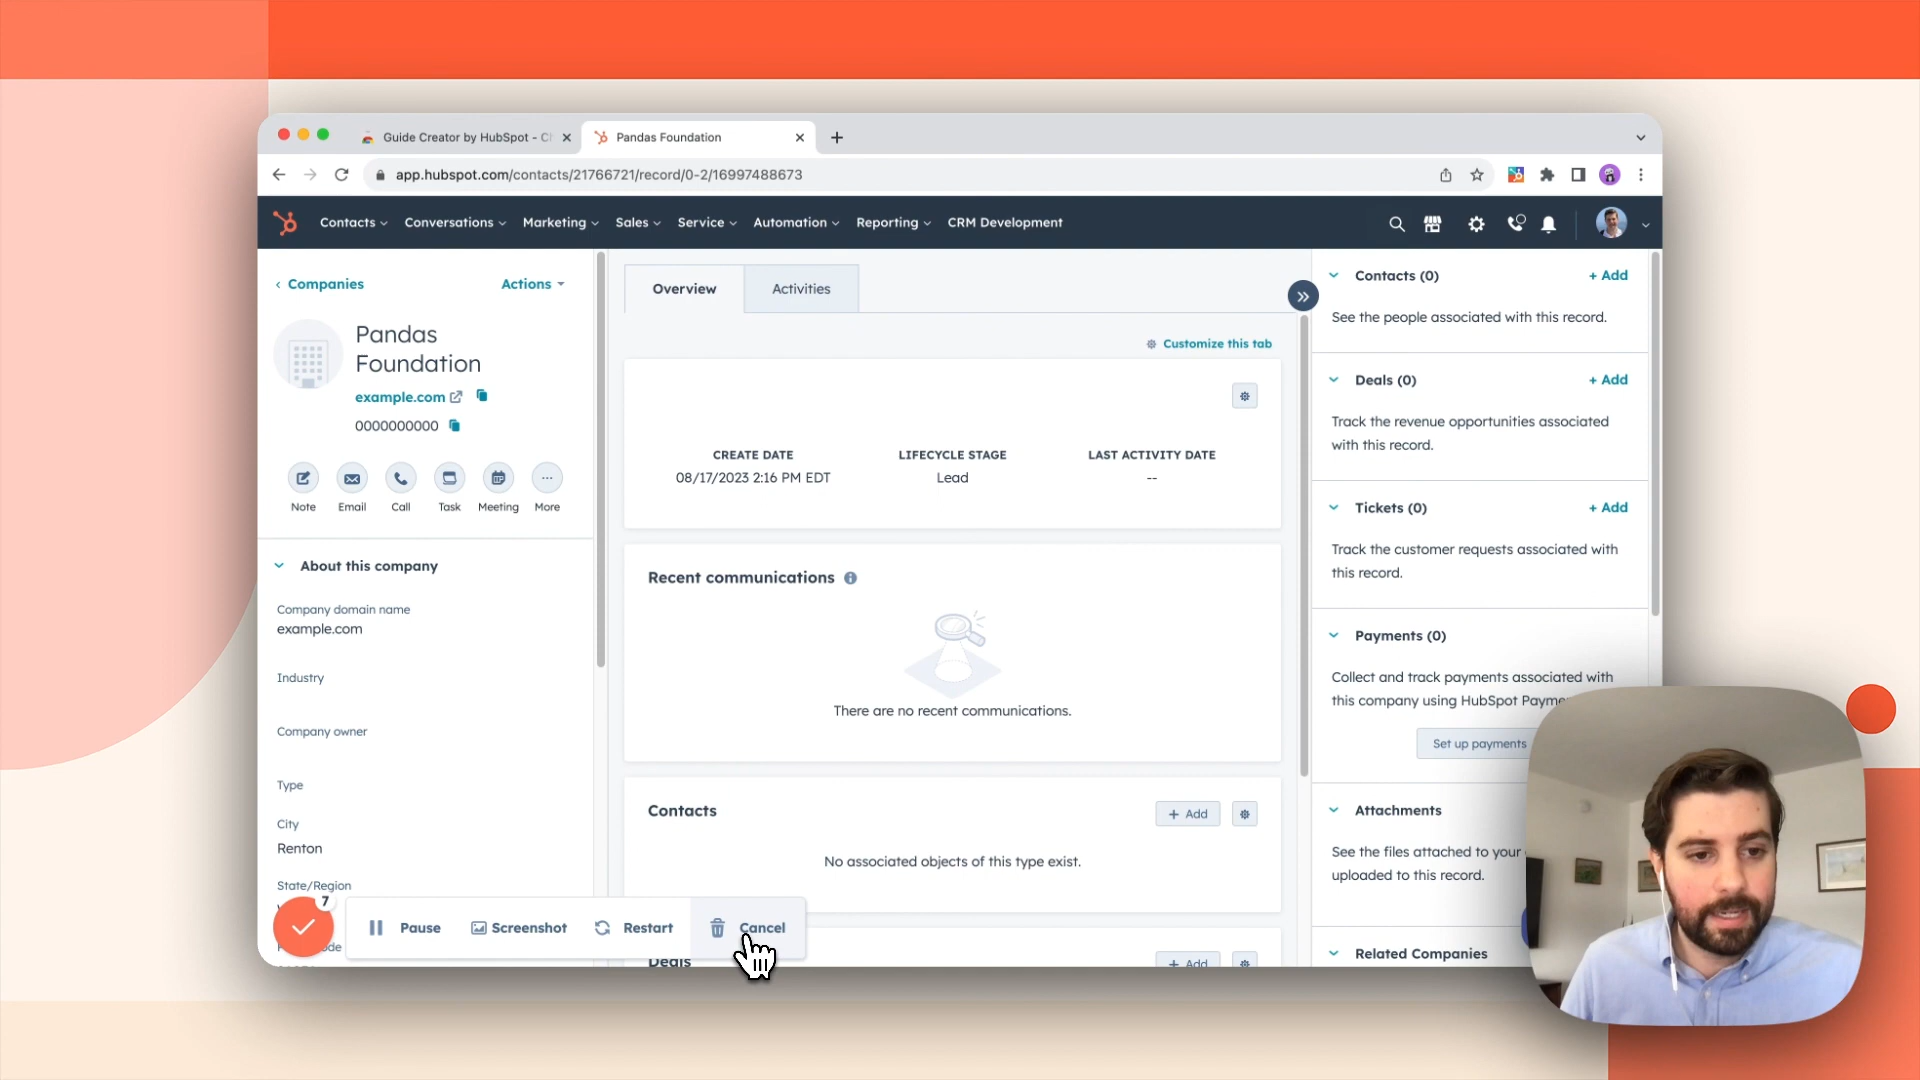 Guide Creator by HubSpot - Ch
Pandas Foundation
app.hubspot.com/contacts/21766721/record/0-2/16997488673
Contacts
Conversations
Marketing
Sales
Service
Automation
Reporting
CRM Development
Companies
Actions
Pandas
Foundation
example.com
0000000000
Note
Email
Call
Task
Meeting
More
About this company
Company domain name
example.com
Industry
Company owner
Type
City
Renton
State/Region
Overview
Activities
Customize this tab
CREATE DATE
08/17/2023 2:16 PM EDT
LIFECYCLE STAGE
Lead
LAST ACTIVITY DATE
--
Recent communications
There are no recent communications.
Contacts
+ Add
No associated objects of this type exist.
Deals
+ Add
Contacts (0)
+ Add
See the people associated with this record.
Deals (0)
+ Add
Track the revenue opportunities associated
with this record.
Tickets (0)
+ Add
Track the customer requests associated with
this record.
Payments (0)
Collect and track payments associated with
this company using HubSpot
Set up payments
Attachments
See the files attached to your
uploaded to this record.
Related Companies
7
Pause
Screenshot
Restart
Cancel